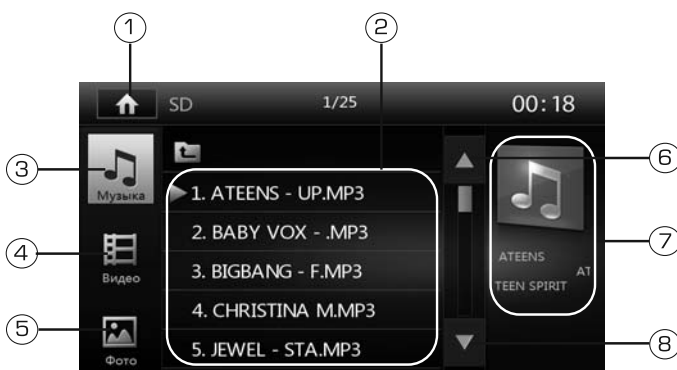 1
2
SD 1/25 00:18
3
Музыка
6
1. ATEENS - UP.MP3
2. BABY VOX - .MP3
7
4
Видео
3. BIGBANG - F.MP3
ATEENS
AT
TEEN SPIRIT
4. CHRISTINA M.MP3
5
Фото
5. JEWEL - STA.MP3
8